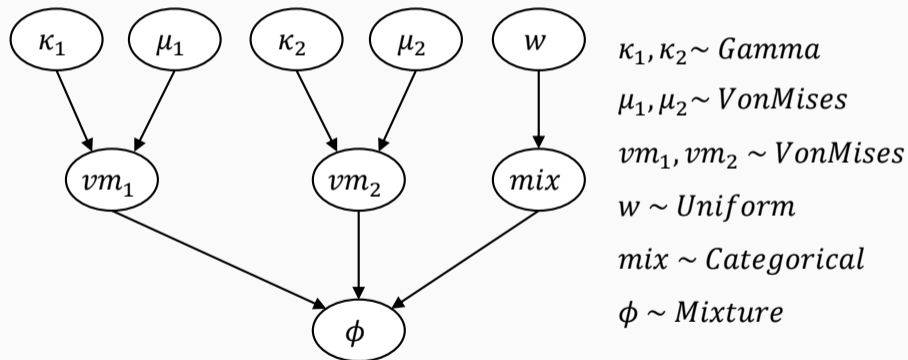 κ₁ μ₁ κ₂ μ₂ w
vm₁ vm₂ mix
ϕ
κ₁, κ₂~ Gamma
μ₁, μ₂~ VonMises
vm₁, vm₂ ~ VonMises
w ~ Uniform
mix ~ Categorical
ϕ ~ Mixture